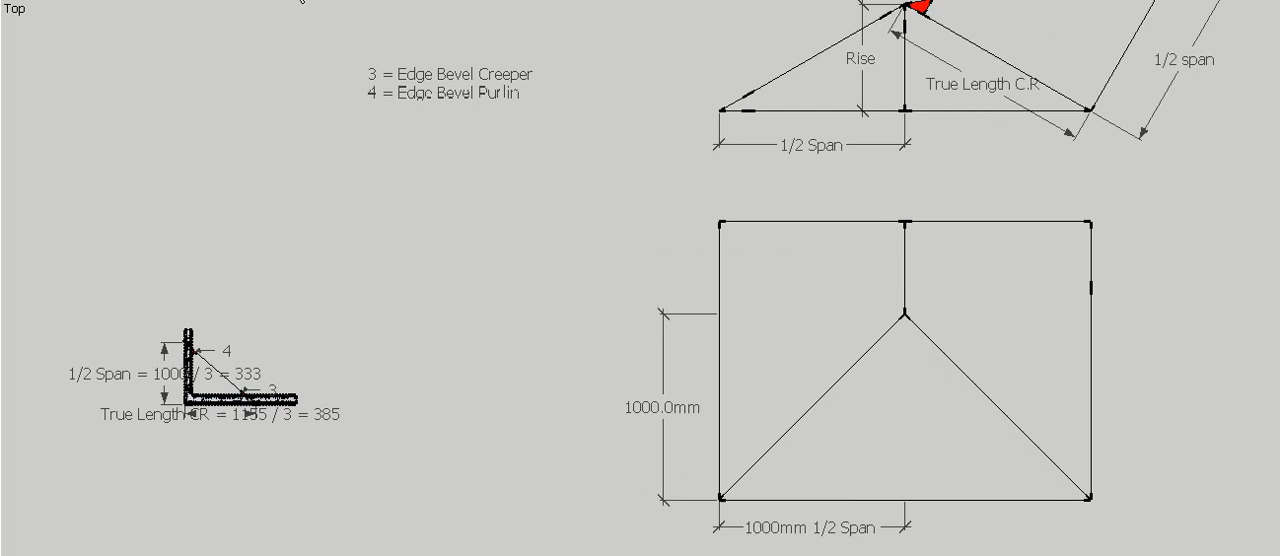 Top
Rise
1/2 span
3 = Edge Bevel Creeper
True Length C.R
4 = Edge Bevel Purlin
1/2 Span
4
1/2 Span = 1000 / 3 = 333
3
True Length CR = 1155 / 3 = 385
1000.0mm
1000mm 1/2 Span